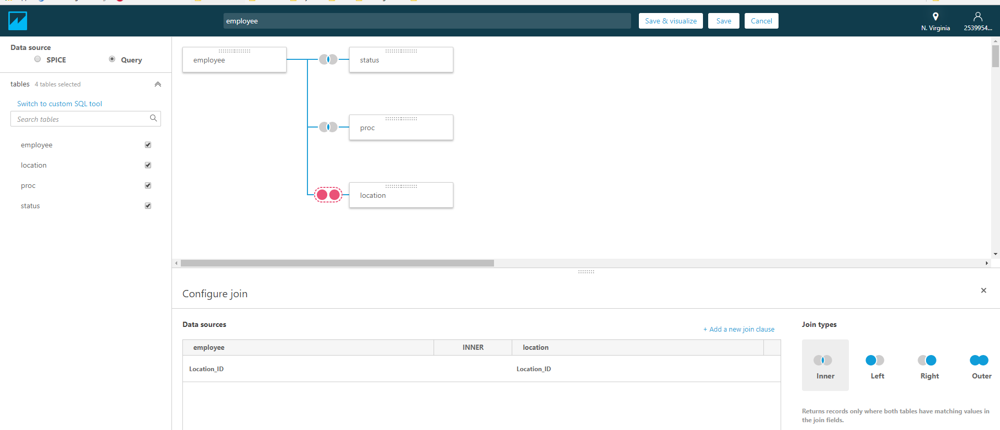 employee
Save & visualize
Save
Cancel
N. Virginia
2539954...
Data source
SPICE
Query
tables 4 tables selected
Switch to custom SQL tool
Search tables
employee
location
proc
status
employee
status
proc
location
Configure join
Data sources
+ Add a new join clause
employee INNER location
Location_ID Location_ID
Join types
Inner Left Right Outer
Returns records only where both tables have matching values in
the join fields.